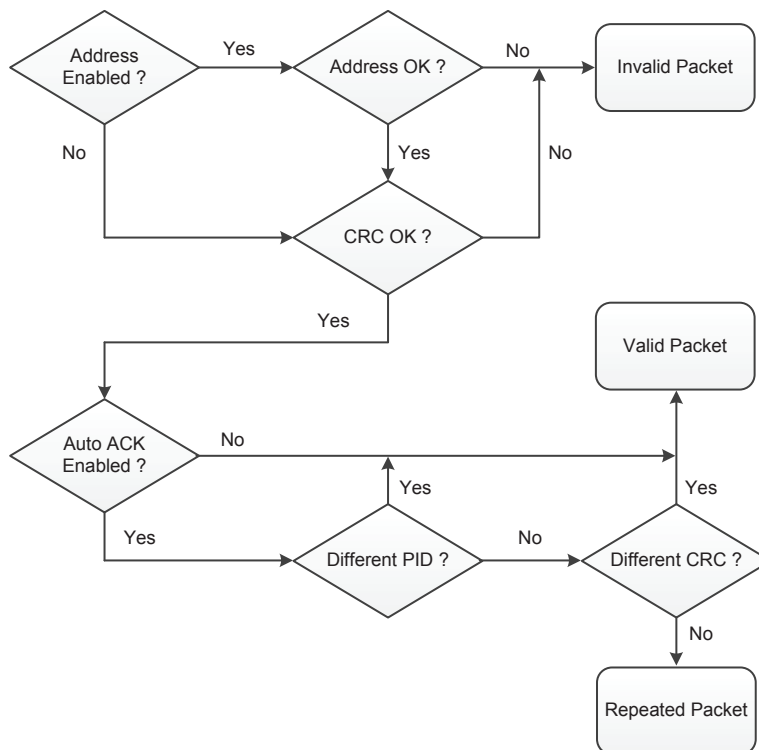 Address
Enabled ?
Yes
Address OK ?
No
Invalid Packet
No
Yes
No
CRC OK ?
Yes
Valid Packet
Auto ACK
Enabled ?
No
Yes
Yes
Yes
Different PID ?
No
Different CRC ?
No
Repeated Packet